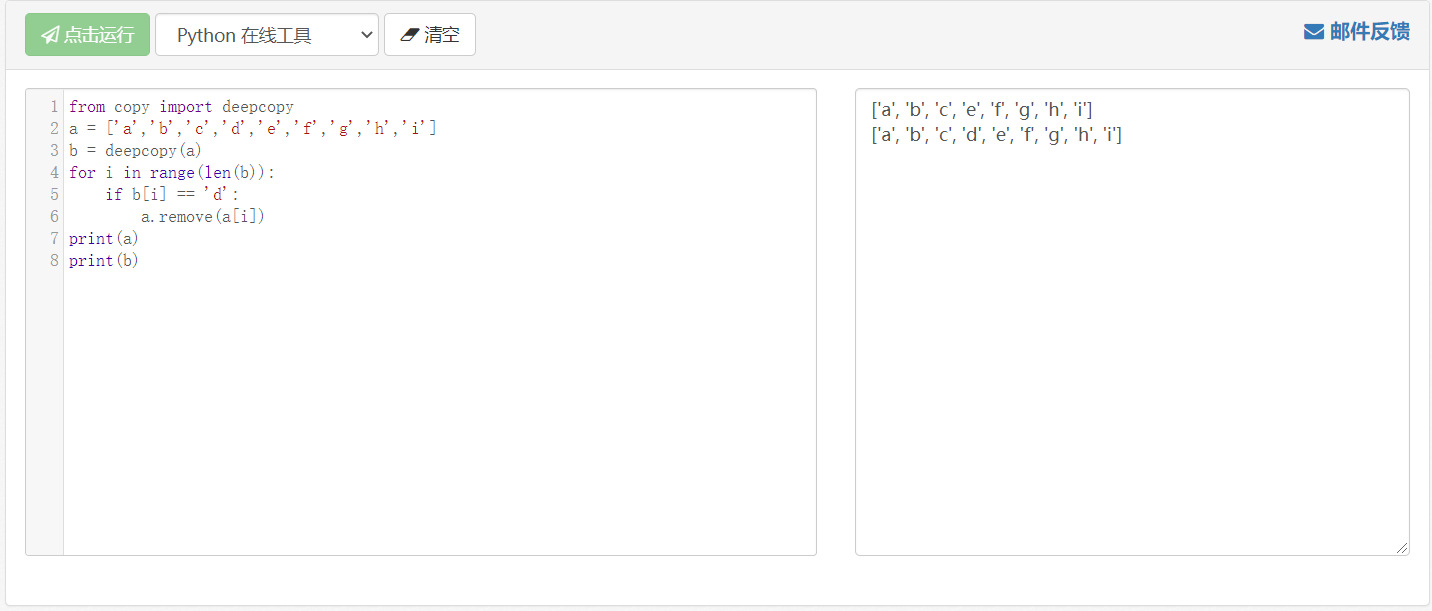 点击运行 Python 在线工具 清空 邮件反馈
1 from copy import deepcopy
2 a = ['a','b','c','d','e','f','g','h','i']
3 b = deepcopy(a)
4 for i in range(len(b)):
5     if b[i] == 'd':
6         a.remove(a[i])
7 print(a)
8 print(b)
['a', 'b', 'c', 'e', 'f', 'g', 'h', 'i']
['a', 'b', 'c', 'd', 'e', 'f', 'g', 'h', 'i']